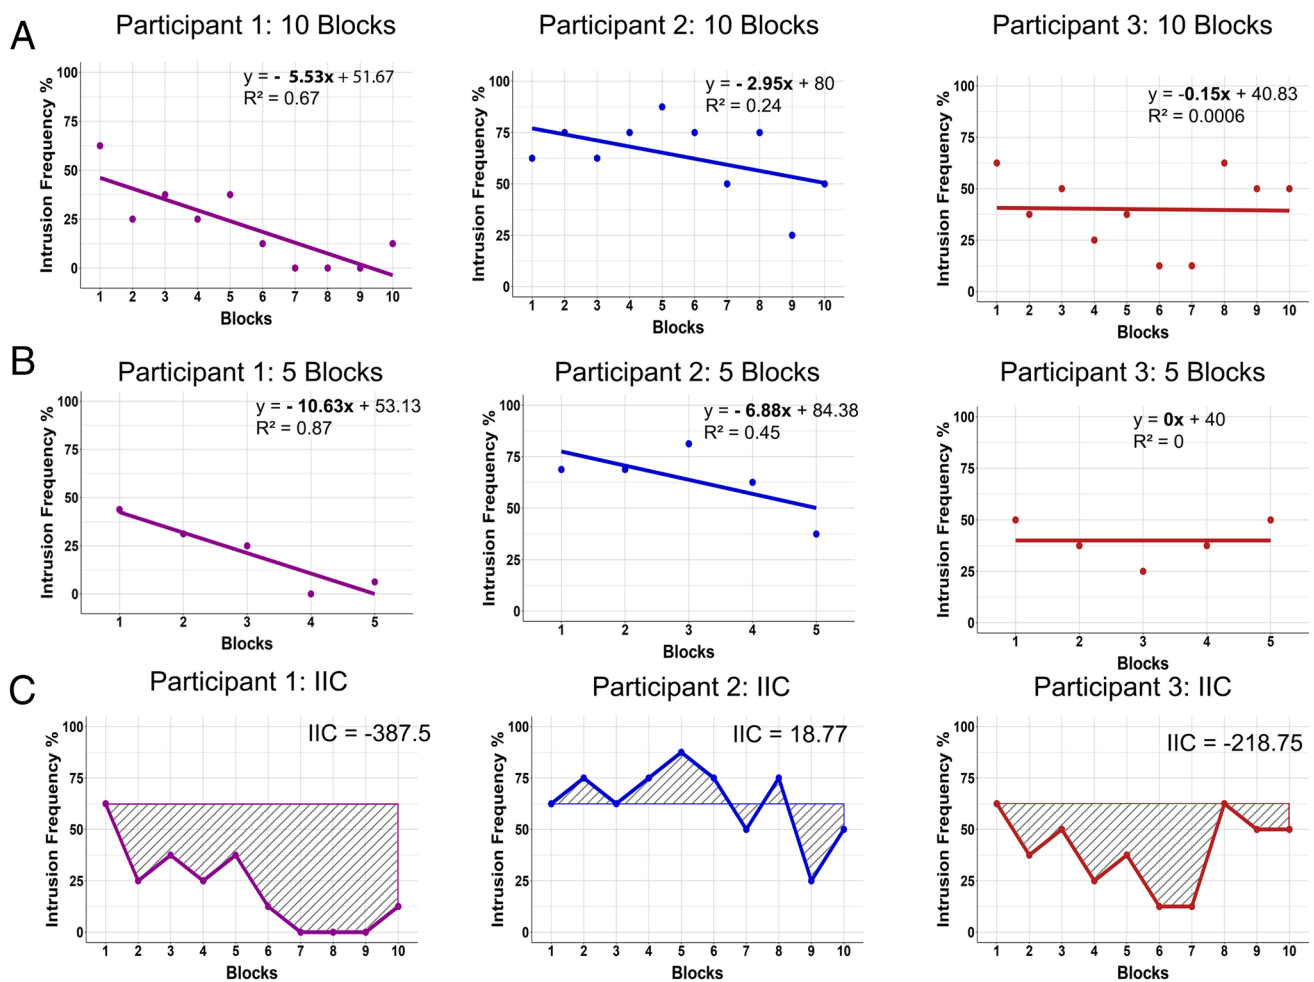 A
Participant 1: 10 Blocks
Intrusion Frequency %
100
75
50
25
0
y = - 5.53x + 51.67
R² = 0.67
1 2 3 4 5 6 7 8 9 10
Blocks
Participant 2: 10 Blocks
Intrusion Frequency %
100
75
50
25
0
y = - 2.95x + 80
R² = 0.24
1 2 3 4 5 6 7 8 9 10
Blocks
Participant 3: 10 Blocks
Intrusion Frequency %
100
75
50
25
0
y = -0.15x + 40.83
R² = 0.0006
1 2 3 4 5 6 7 8 9 10
Blocks
B
Participant 1: 5 Blocks
Intrusion Frequency %
100
75
50
25
0
y = - 10.63x + 53.13
R² = 0.87
1 2 3 4 5
Blocks
Participant 2: 5 Blocks
Intrusion Frequency %
100
75
50
25
0
y = - 6.88x + 84.38
R² = 0.45
1 2 3 4 5
Blocks
Participant 3: 5 Blocks
Intrusion Frequency %
100
75
50
25
0
y = 0x + 40
R² = 0
1 2 3 4 5
Blocks
C
Participant 1: IIC
Intrusion Frequency %
100
75
50
25
0
IIC = -387.5
1 2 3 4 5 6 7 8 9 10
Blocks
Participant 2: IIC
Intrusion Frequency %
100
75
50
25
0
IIC = 18.77
1 2 3 4 5 6 7 8 9 10
Blocks
Participant 3: IIC
Intrusion Frequency %
100
75
50
25
0
IIC = -218.75
1 2 3 4 5 6 7 8 9 10
Blocks